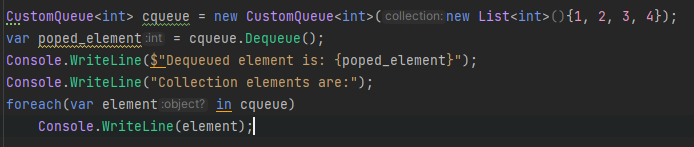 CustomQueue<int> cqueue = new CustomQueue<int>( collection: new List<int>(){1, 2, 3, 4});
var poped_element :int = cqueue.Dequeue();
Console.WriteLine($"Dequeued element is: {poped_element}");
Console.WriteLine("Collection elements are:");
foreach(var element :object? in cqueue)
    Console.WriteLine(element);